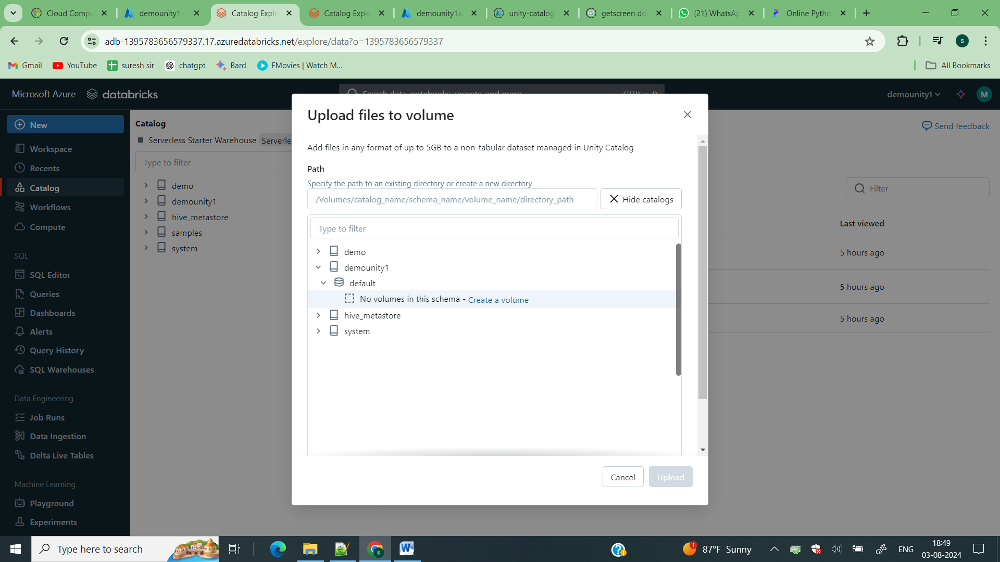 Cloud Compu
demounity1 -
Catalog Explo
Catalog Explo
demounity1a
unity-catalog
getscreen do
(21) WhatsAp
Online Pytho
adb-1395783656579337.17.azuredatabricks.net/explore/data?o=1395783656579337
s
Gmail
YouTube
suresh sir
chatgpt
Bard
FMovies | Watch M...
All Bookmarks
Microsoft Azure
databricks
Search data, notebooks, recents, and more...
CTRL + P
demounity1
M
New
Workspace
Recents
Catalog
Workflows
Compute
SQL
SQL Editor
Queries
Dashboards
Alerts
Query History
SQL Warehouses
Data Engineering
Job Runs
Data Ingestion
Delta Live Tables
Machine Learning
Playground
Experiments
Catalog
Serverless Starter Warehouse Serverle
Type to filter
demo
demounity1
hive_metastore
samples
system
Upload files to volume
Add files in any format of up to 5GB to a non-tabular dataset managed in Unity Catalog
Path
Specify the path to an existing directory or create a new directory
/Volumes/catalog_name/schema_name/volume_name/directory_path
Hide catalogs
Type to filter
demo
demounity1
default
No volumes in this schema - Create a volume
hive_metastore
system
Cancel
Upload
Send feedback
Filter
Last viewed
5 hours ago
5 hours ago
5 hours ago
Type here to search
1
87°F Sunny
ENG
18:49
03-08-2024